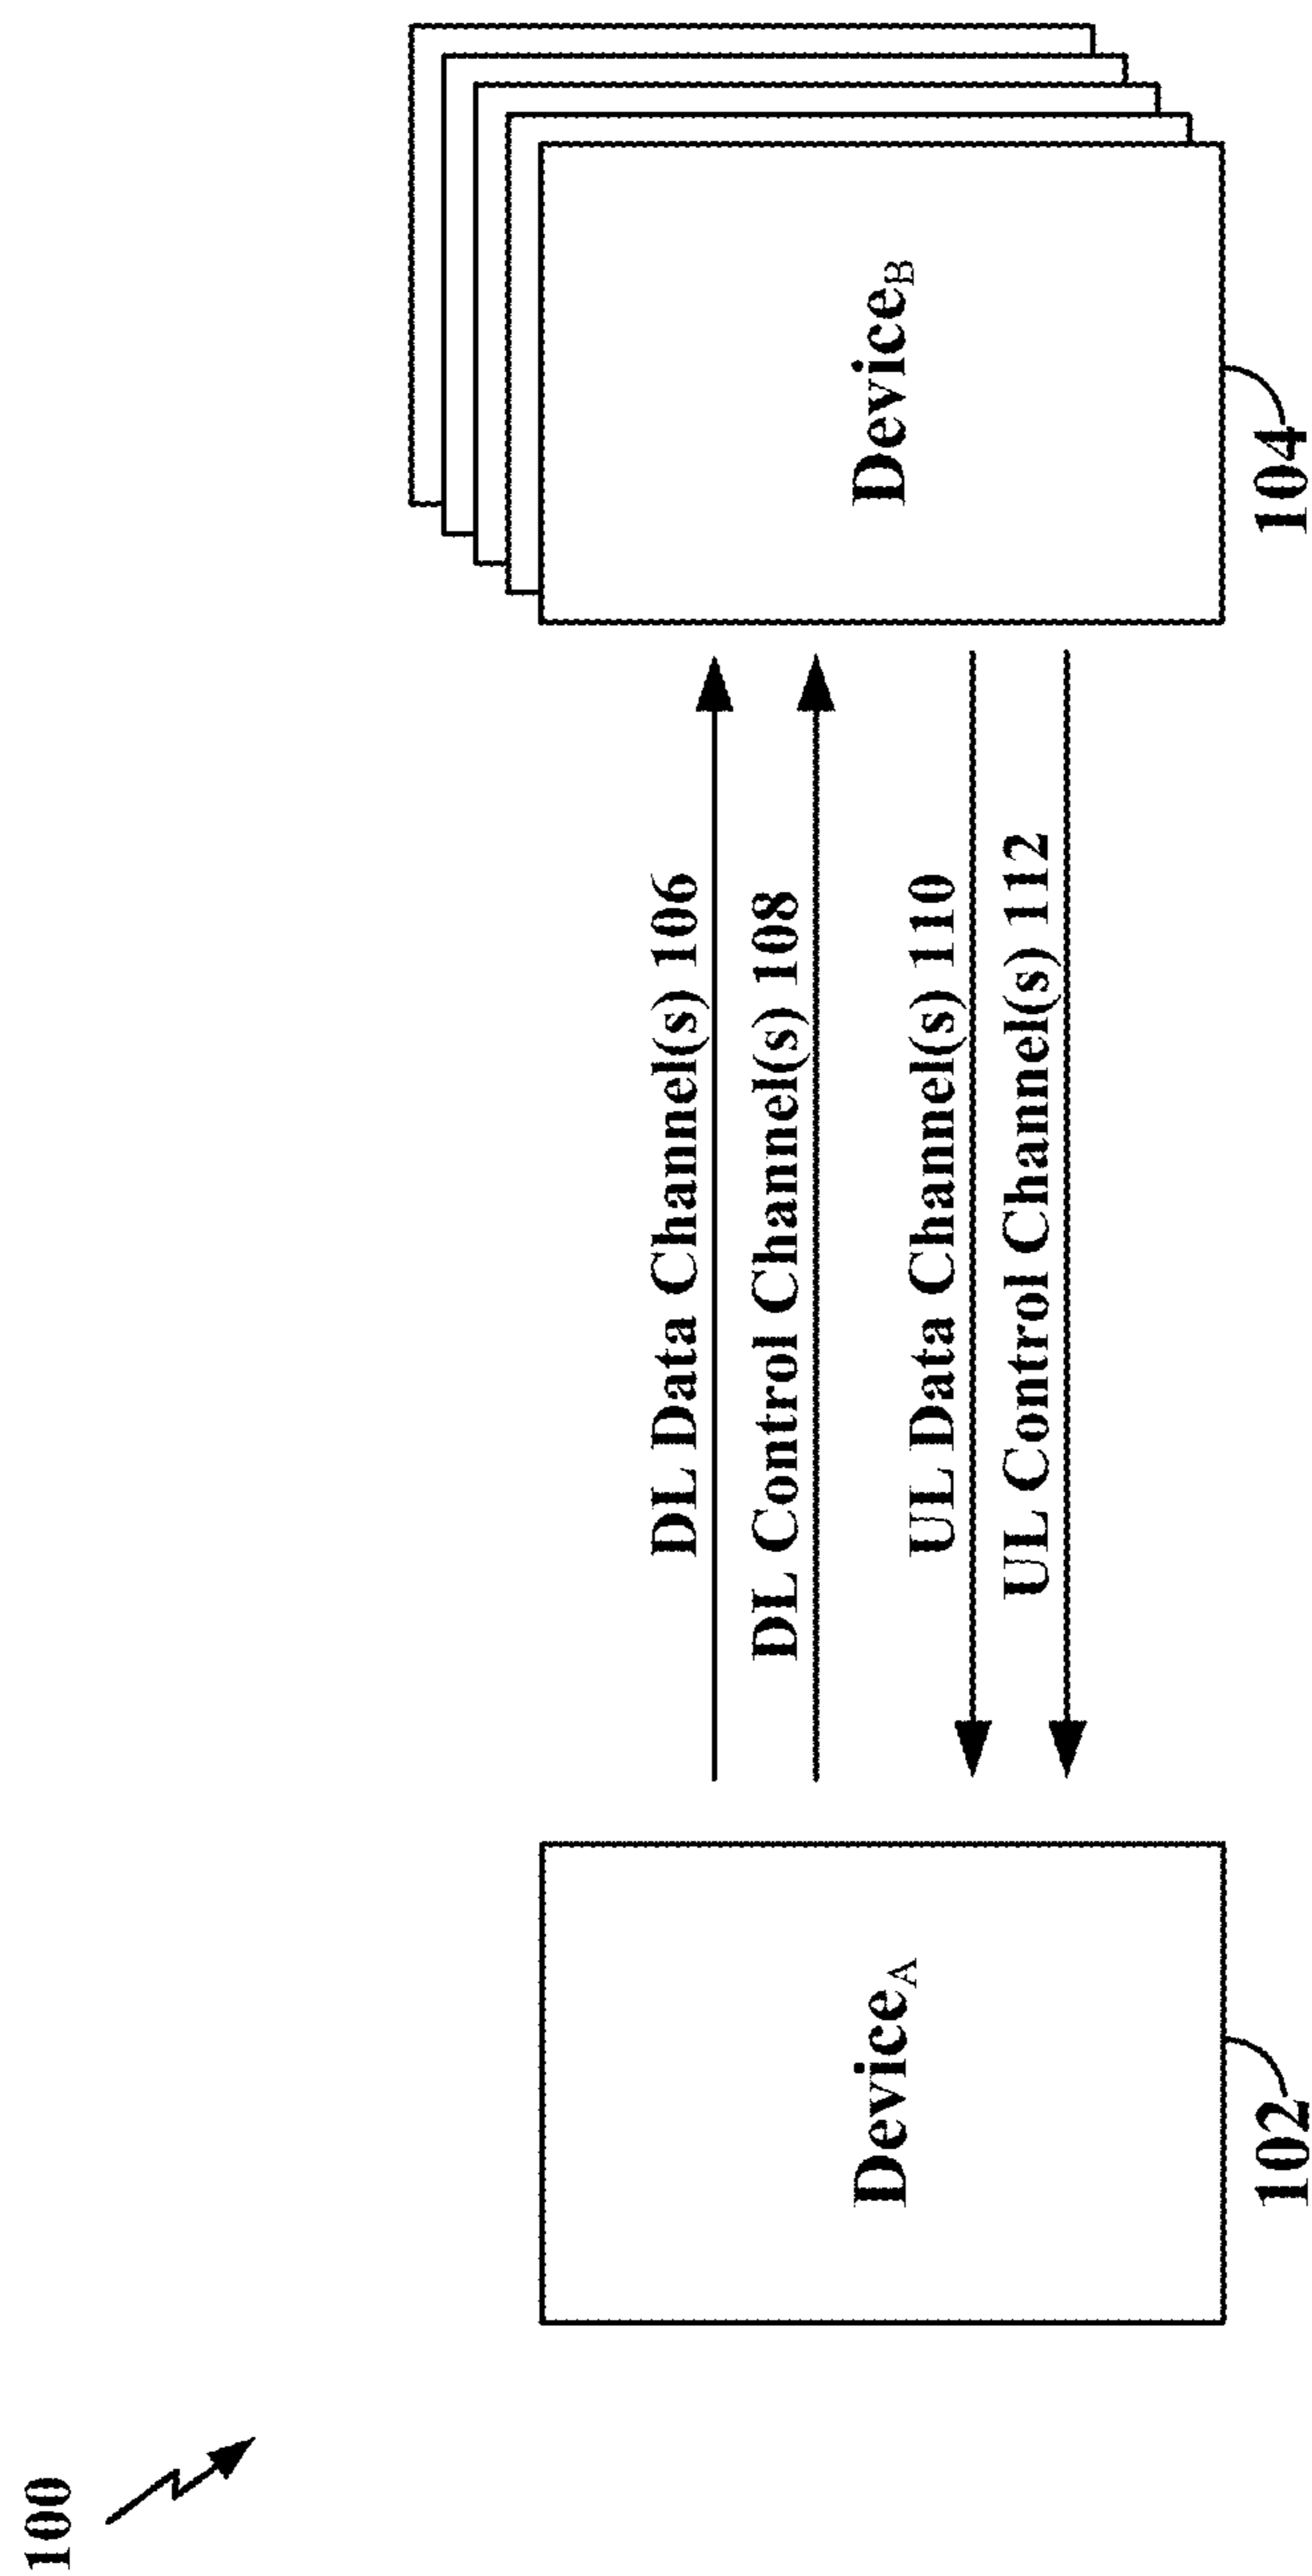 100
Device_A
102
DL Data Channel(s) 106
DL Control Channel(s) 108
UL Data Channel(s) 110
UL Control Channel(s) 112
Device_B
104